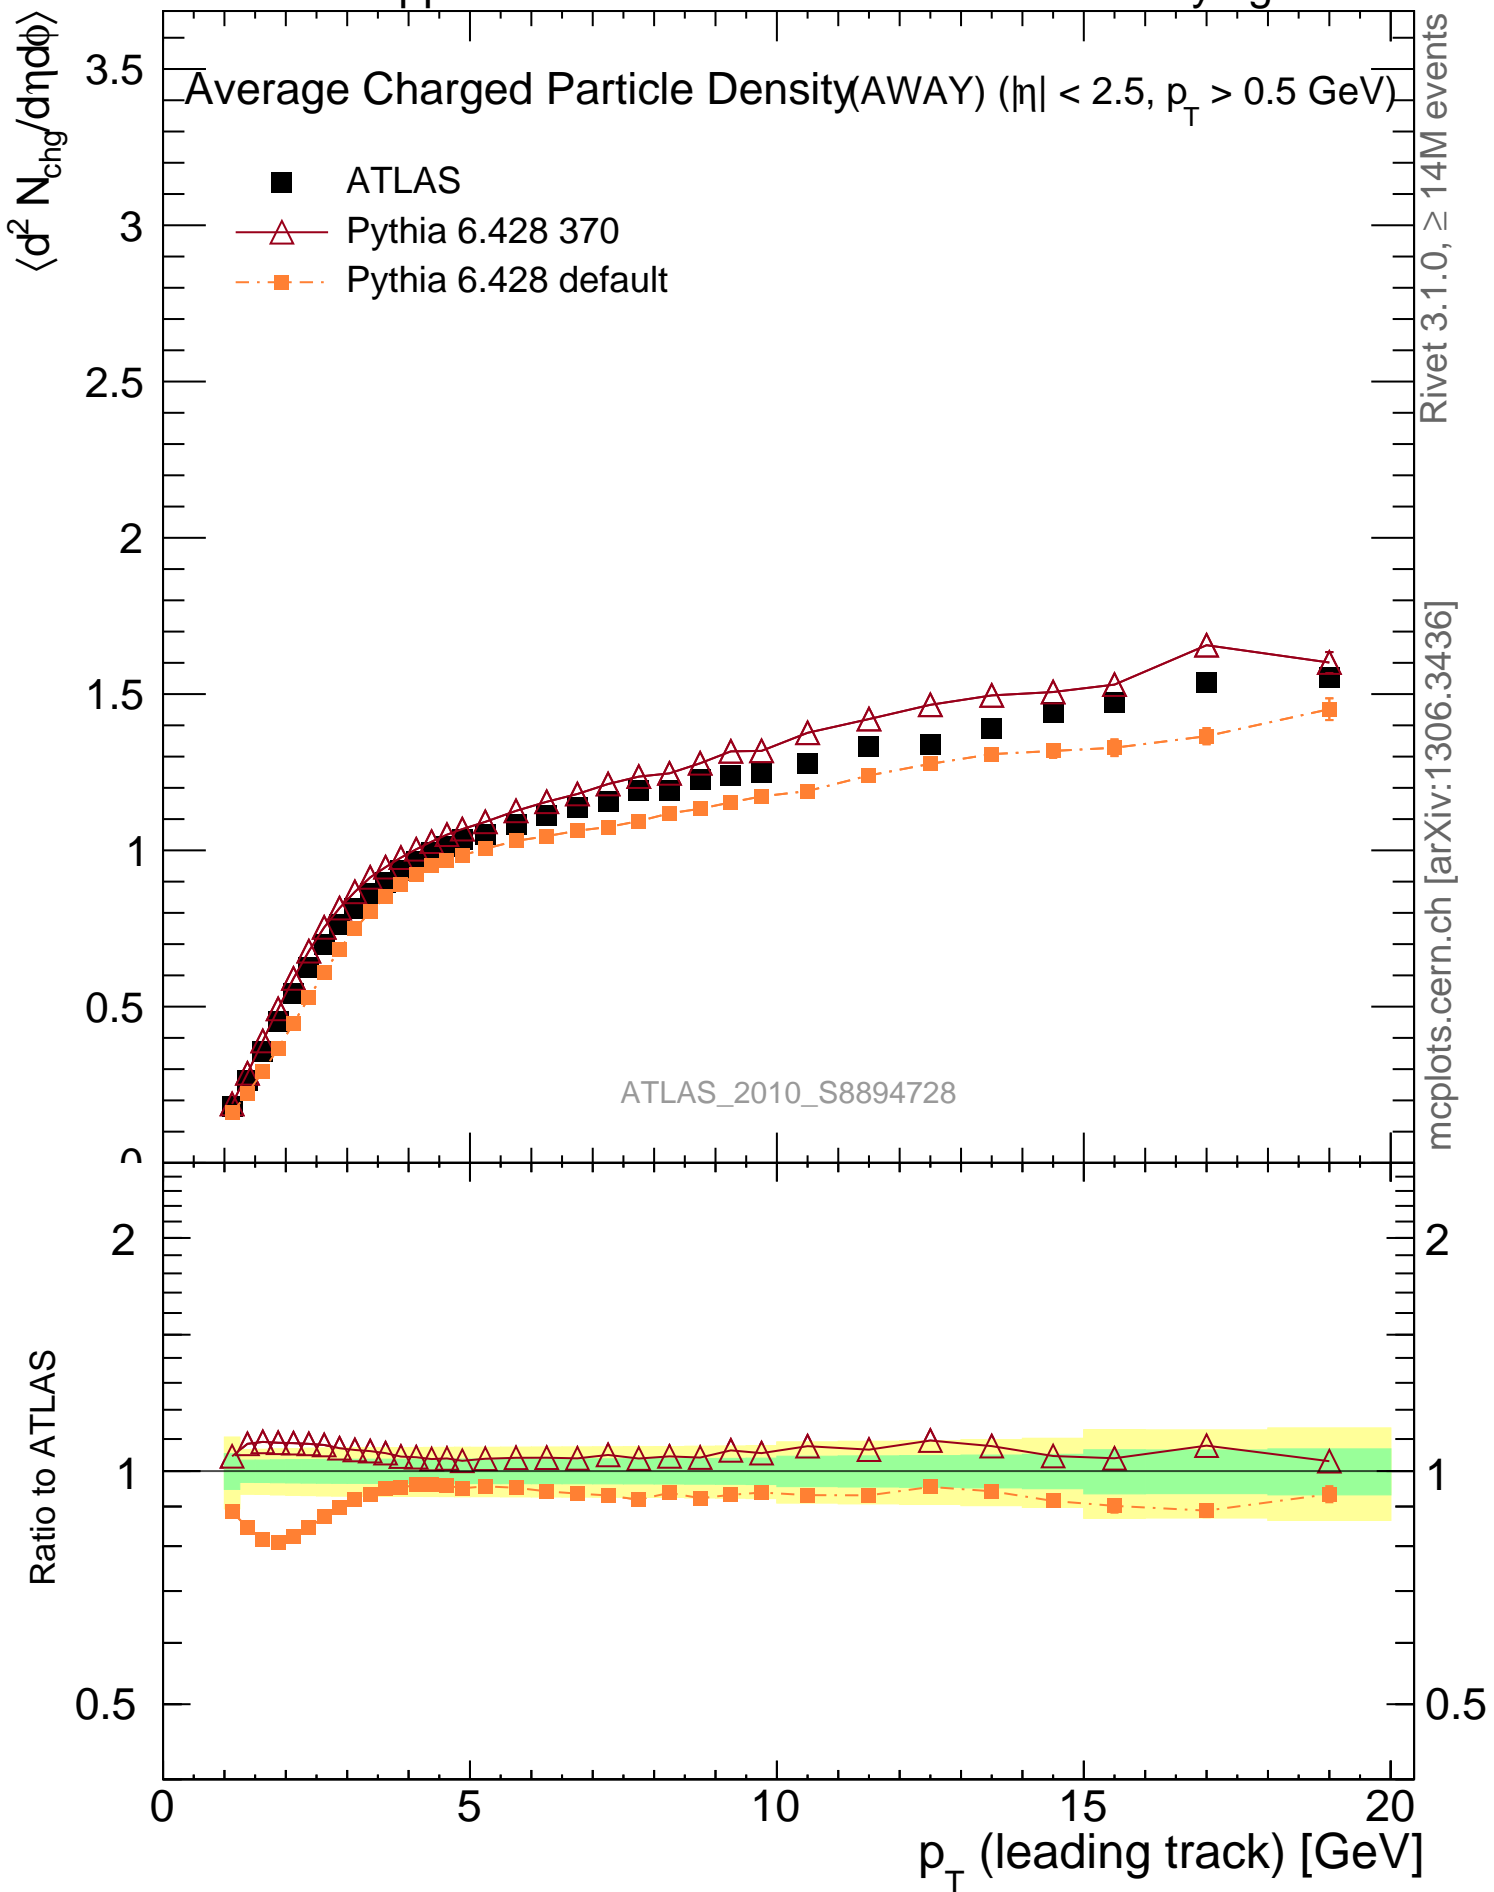 ⟨d² N_chg/dηdϕ⟩
Average Charged Particle Density (AWAY) (|η| < 2.5, p_T > 0.5 GeV)
ATLAS
Pythia 6.428 370
Pythia 6.428 default
3.5
3
2.5
2
1.5
1
0.5
0
ATLAS_2010_S8894728
Rivet 3.1.0, ≥ 14M events
mcplots.cern.ch [arXiv:1306.3436]
Ratio to ATLAS
2
1
0.5
2
1
0.5
0 5 10 15 20
p_T (leading track) [GeV]